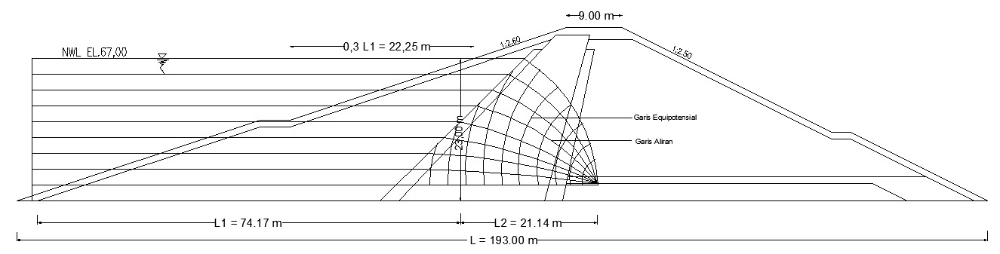 9.00 m
1:2.60
0,3 L1 = 22,25 m
NWL EL.67,00
1:2.50
Garis Equipotensial
23.00 m
Garis Aliran
L1 = 74.17 m
L2 = 21.14 m
L = 193.00 m